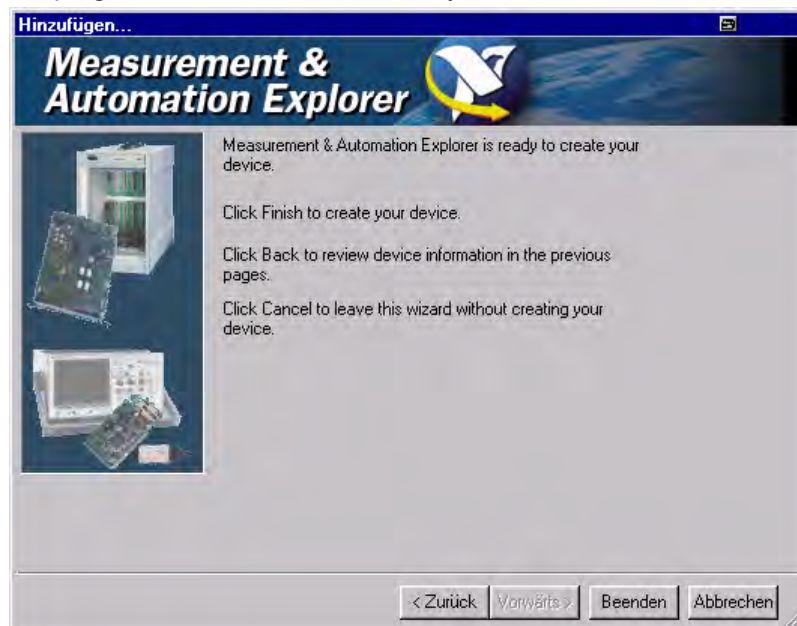 Hinzufügen...
Measurement &
Automation Explorer
Measurement & Automation Explorer is ready to create your
device.
Click Finish to create your device.
Click Back to review device information in the previous
pages.
Click Cancel to leave this wizard without creating your
device.
< Zurück Vorwärts > Beenden Abbrechen